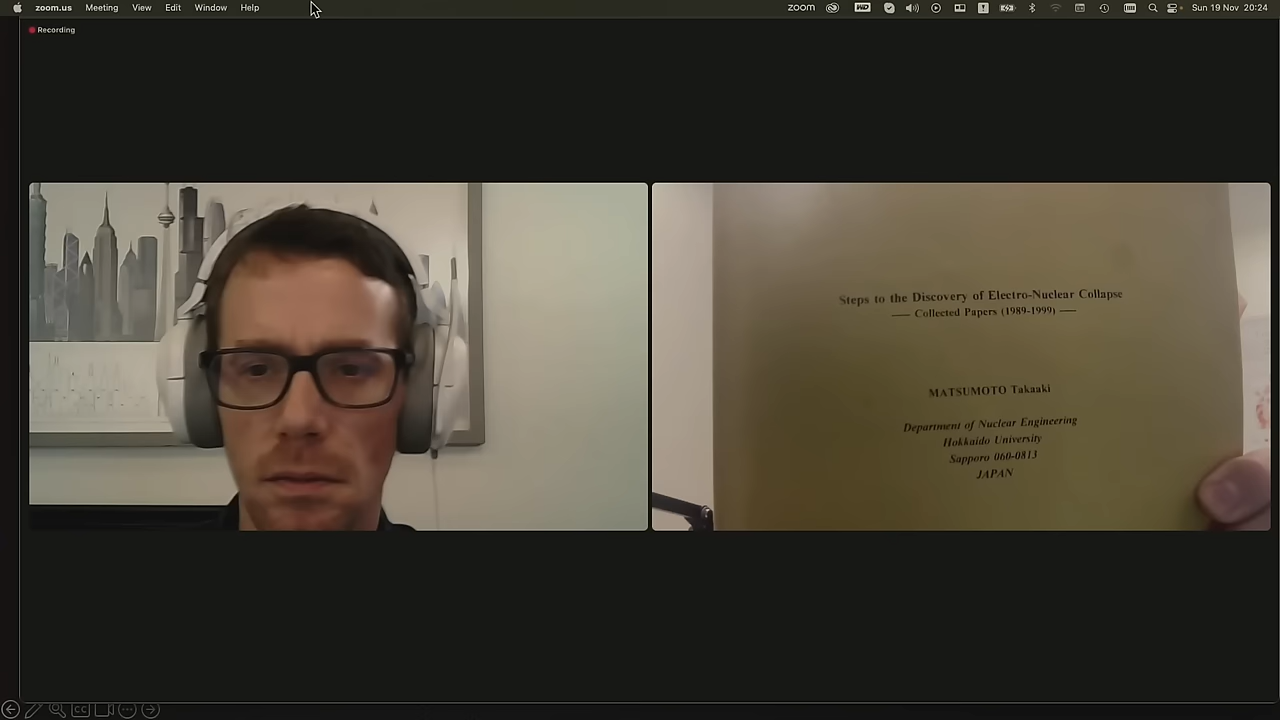 zoom.us Meeting View Edit Window Help
zoom
Sun 19 Nov 20:24
Recording
Steps to the Discovery of Electro-Nuclear Collapse
— Collected Papers (1989-1999) —
MATSUMOTO Takaaki
Department of Nuclear Engineering
Hokkaido University
Sapporo 060-0813
JAPAN
CC